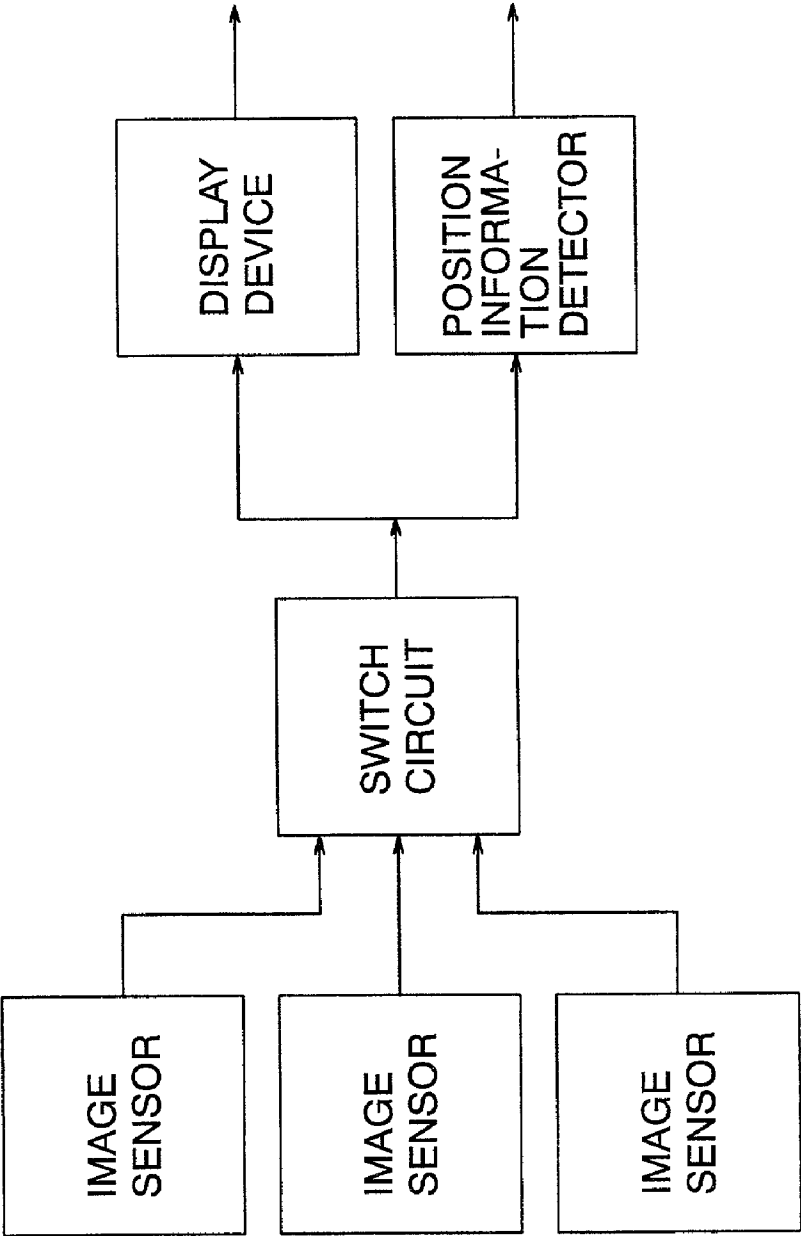 IMAGE
SENSOR
IMAGE
SENSOR
IMAGE
SENSOR
SWITCH
CIRCUIT
DISPLAY
DEVICE
POSITION
INFORMA-
TION
DETECTOR